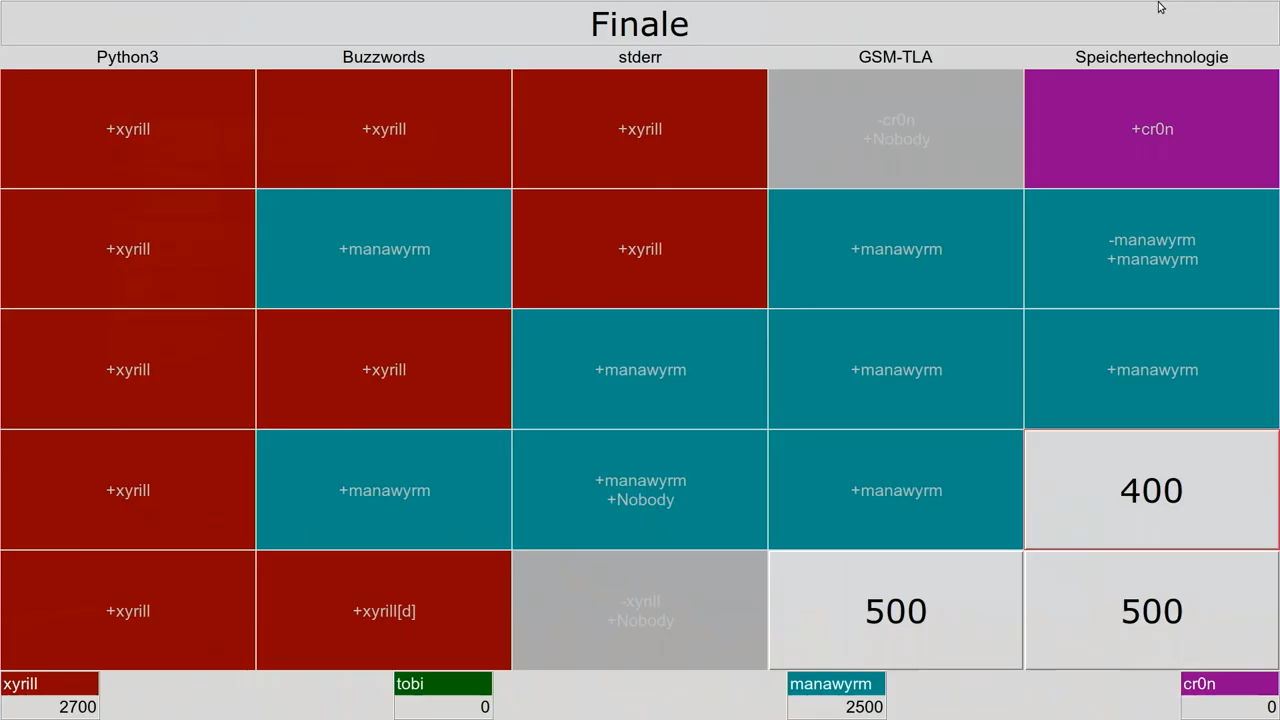 Finale
Python3 Buzzwords stderr GSM-TLA Speichertechnologie
+xyrill +xyrill +xyrill -cr0n +cr0n
+Nobody
+xyrill +manawyrm +xyrill +manawyrm -manawyrm
+manawyrm
+xyrill +xyrill +manawyrm +manawyrm +manawyrm
+xyrill +manawyrm +manawyrm +manawyrm 400
+Nobody
+xyrill +xyrill[d] -xyrill 500 500
+Nobody
xyrill tobi manawyrm cr0n
2700 0 2500 0